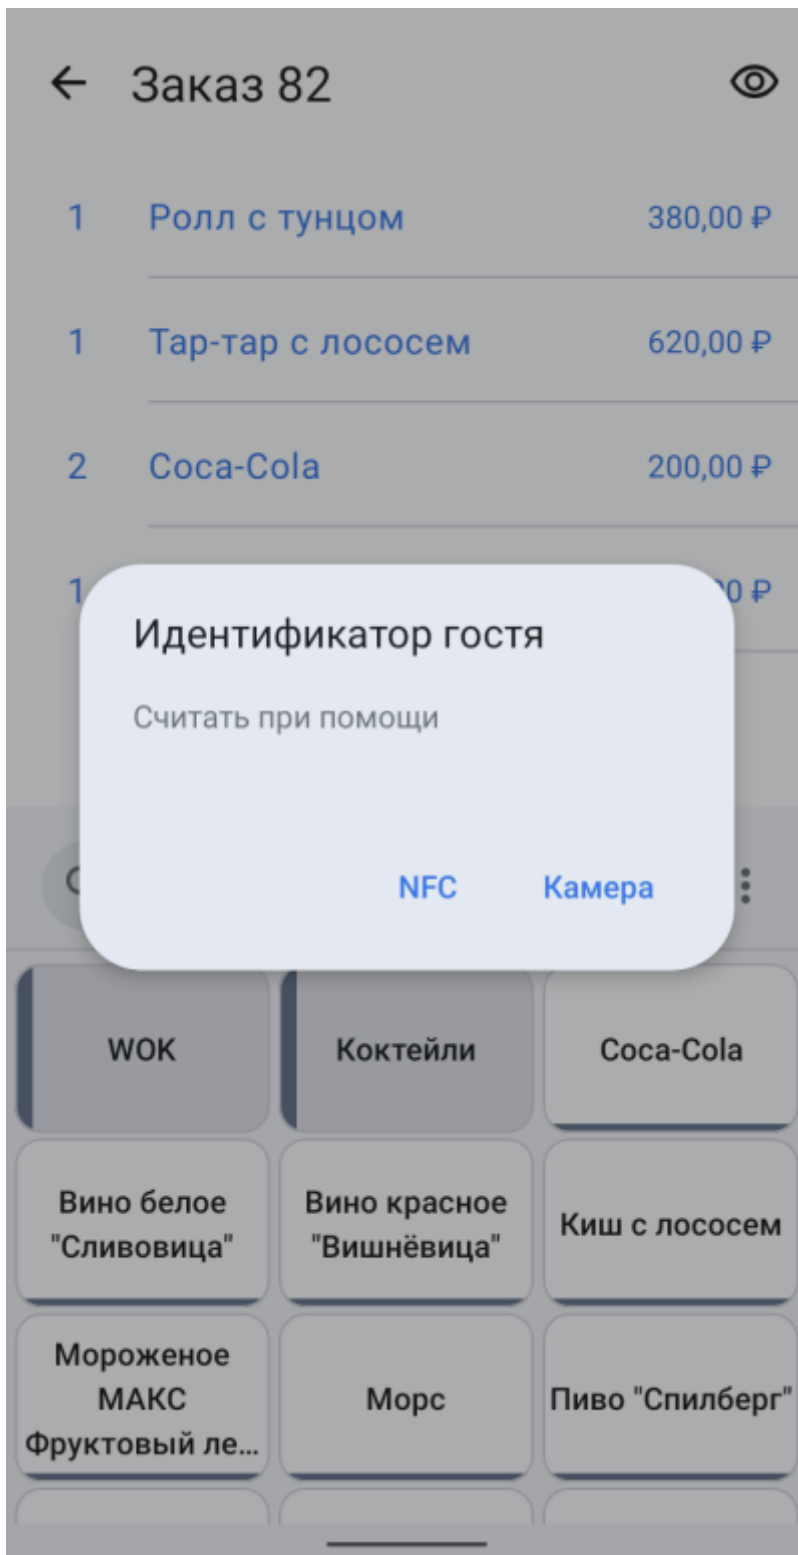 Заказ 82
1 Ролл с тунцом 380,00 ₽
1 Тар-тар с лососем 620,00 ₽
2 Coca-Cola 200,00 ₽
1 0 ₽
Идентификатор гостя
Считать при помощи
NFC Камера
WOK Коктейли Coca-Cola
Вино белое Вино красное
"Сливовица" "Вишнёвица" Киш с лососем
Мороженое
МАКС Морс Пиво "Спилберг"
Фруктовый ле...